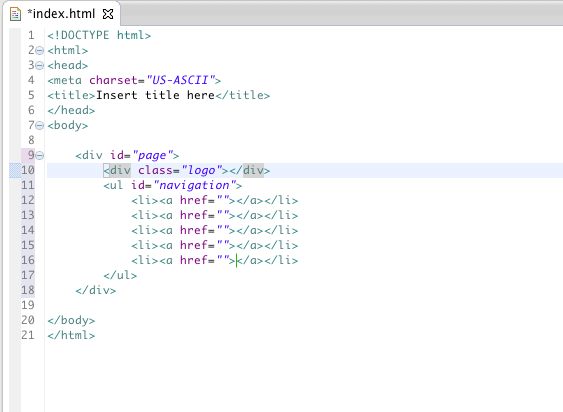 *index.html
1 <!DOCTYPE html>
2 <html>
3 <head>
4 <meta charset="US-ASCII">
5 <title>Insert title here</title>
6 </head>
7 <body>
8
9     <div id="page">
10         <div class="logo"></div>
11         <ul id="navigation">
12             <li><a href=""></a></li>
13             <li><a href=""></a></li>
14             <li><a href=""></a></li>
15             <li><a href=""></a></li>
16             <li><a href=""></a></li>
17         </ul>
18     </div>
19
20 </body>
21 </html>